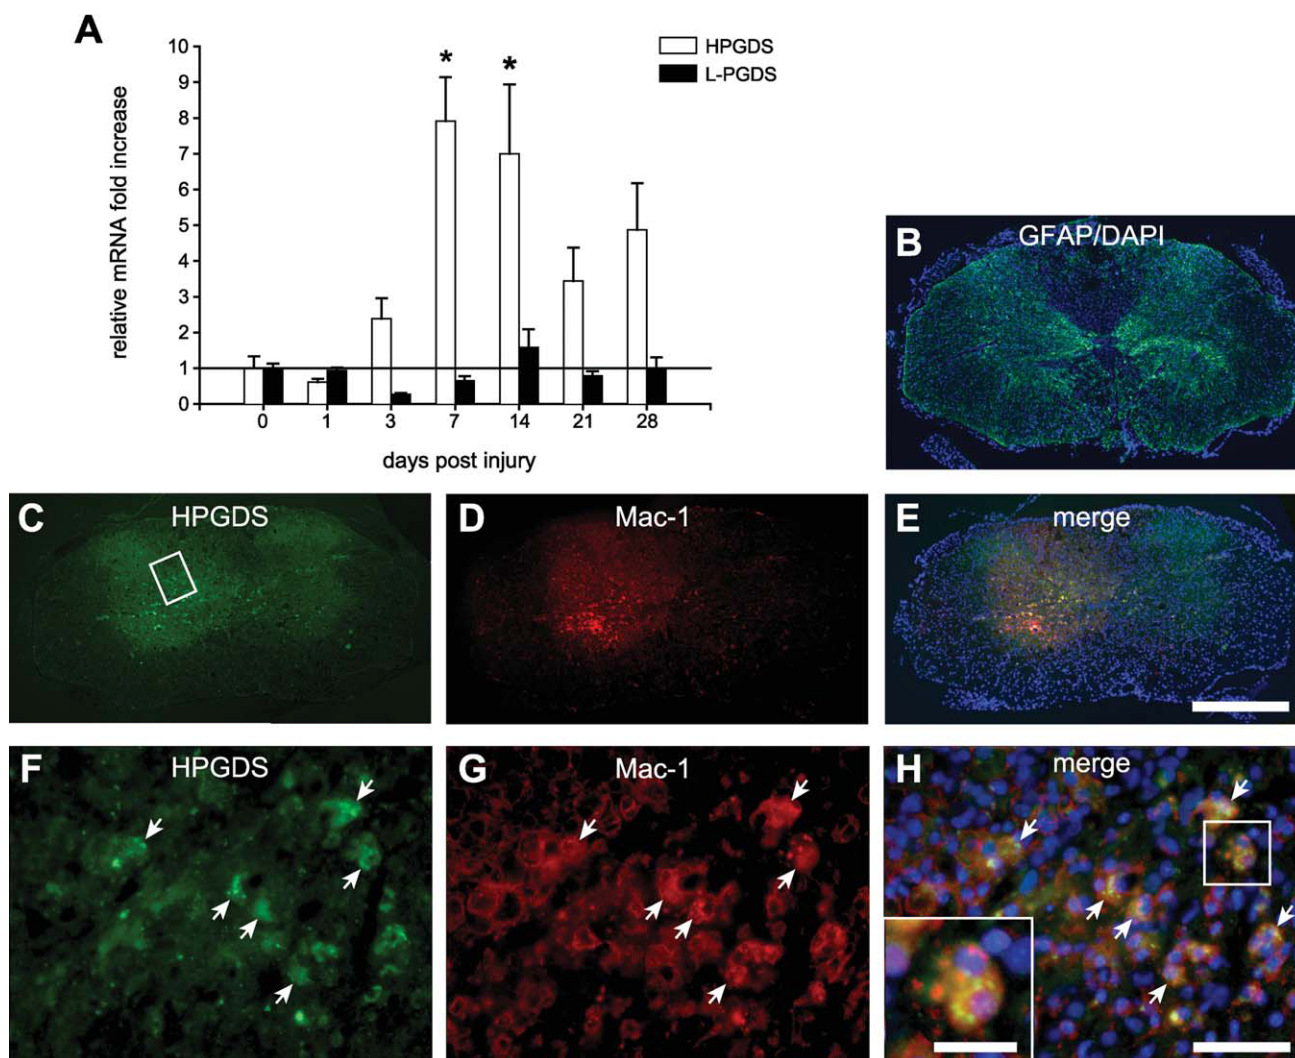 A
relative mRNA fold increase
10
9
8
7
6
5
4
3
2
1
0
* *
HPGDS
L-PGDS
0 1 3 7 14 21 28
days post injury
B GFAP/DAPI
C HPGDS
D Mac-1
E merge
F HPGDS
G Mac-1
H merge